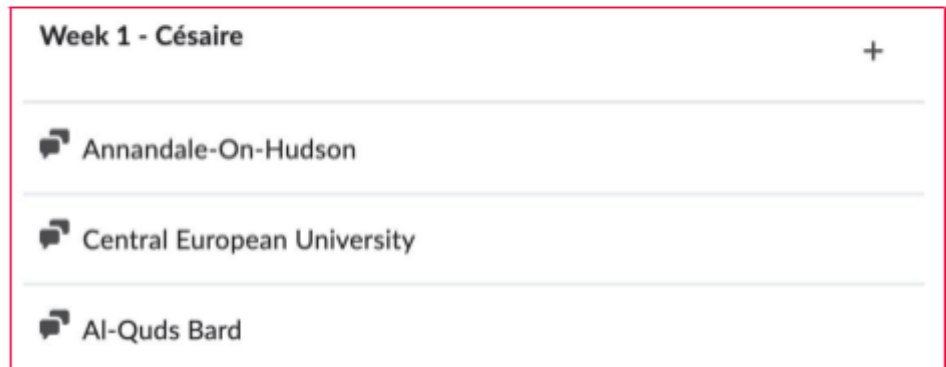 Week 1 - Césaire
+
Annandale-On-Hudson
Central European University
Al-Quds Bard